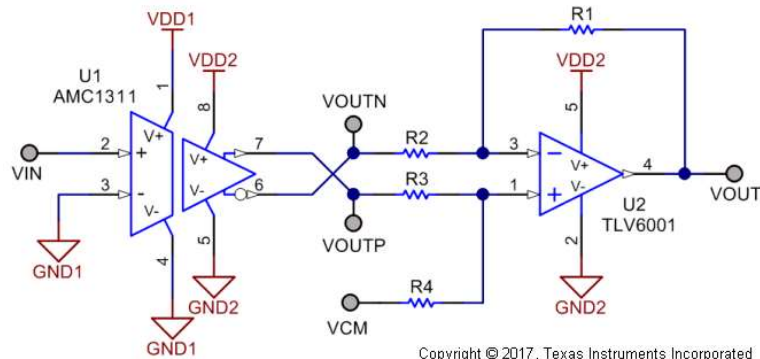 VDD1
R1
U1
AMC1311
VDD2
VDD2
1
8
5
VOUTN
V+
7
R2
3
VIN
2
+
V+
−
V+
4
3
-
V-
V-
6
R3
1
+
V-
VOUT
U2
TLV6001
4
5
VOUTP
2
GND1
GND2
R4
GND2
VCM
GND1
Copyright © 2017, Texas Instruments Incorporated